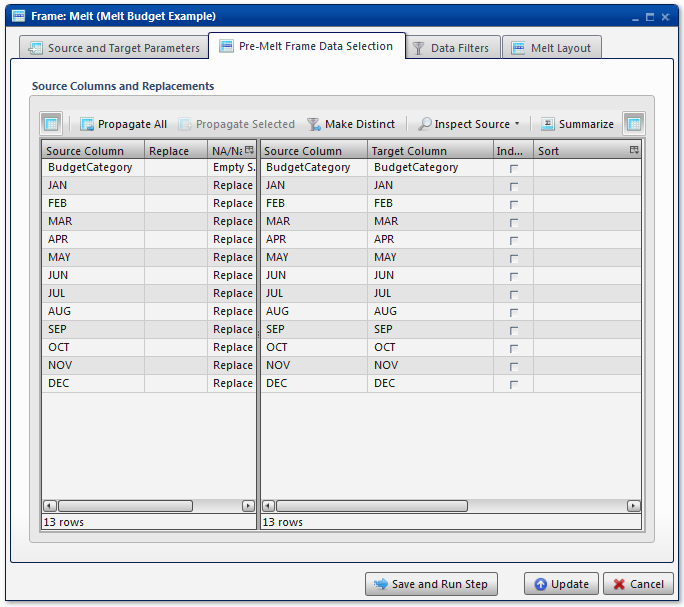 Frame: Melt (Melt Budget Example)
Source and Target Parameters Pre-Melt Frame Data Selection Data Filters Melt Layout
Source Columns and Replacements
Propagate All Propagate Selected Make Distinct Inspect Source Summarize
Source Column Replace NA/Na Source Column Target Column Ind... Sort
BudgetCategory Empty S. BudgetCategory BudgetCategory
JAN Replace JAN JAN
FEB Replace FEB FEB
MAR Replace MAR MAR
APR Replace APR APR
MAY Replace MAY MAY
JUN Replace JUN JUN
JUL Replace JUL JUL
AUG Replace AUG AUG
SEP Replace SEP SEP
OCT Replace OCT OCT
NOV Replace NOV NOV
DEC Replace DEC DEC
13 rows 13 rows
Save and Run Step Update Cancel